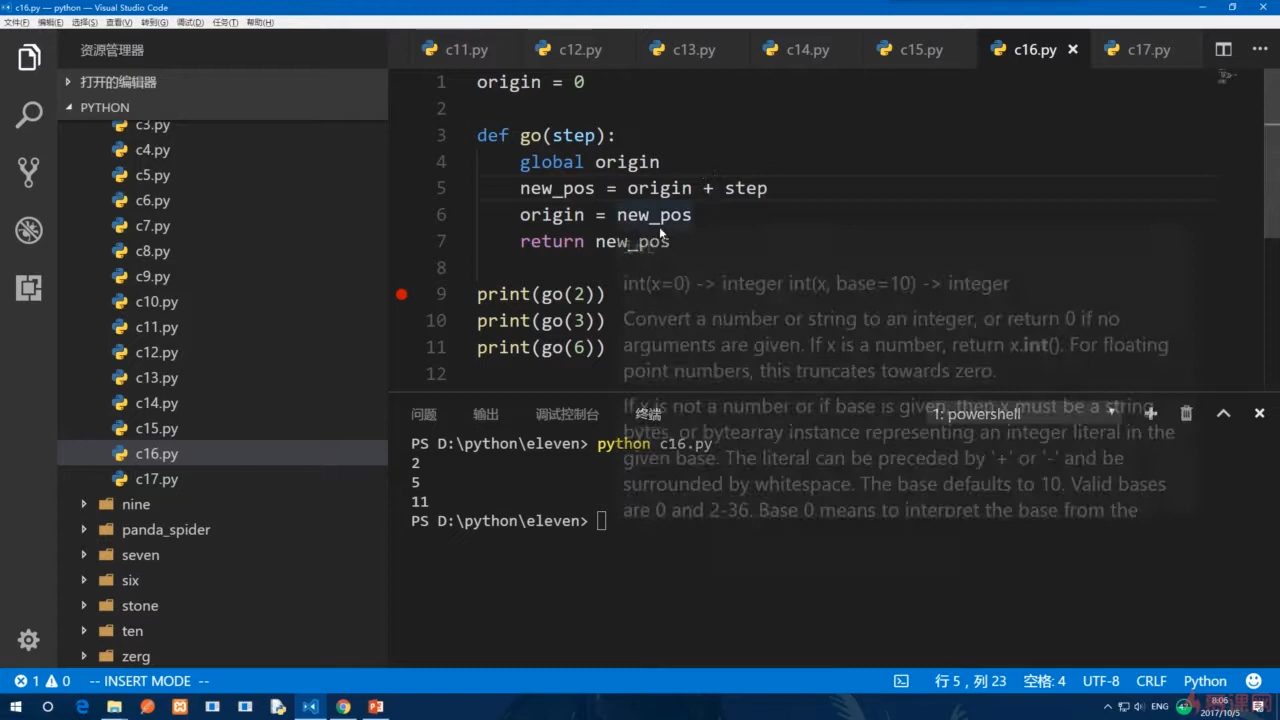 c16.py — python — Visual Studio Code
文件(F) 编辑(E) 选择(S) 查看(V) 转到(G) 调试(D) 任务(T) 帮助(H)
资源管理器
打开的编辑器
PYTHON
c3.py
c4.py
c5.py
c6.py
c7.py
c8.py
c9.py
c10.py
c11.py
c12.py
c13.py
c14.py
c15.py
c16.py
c17.py
nine
panda_spider
seven
six
stone
ten
zerg
c11.py c12.py c13.py c14.py c15.py c16.py c17.py
1 origin = 0
2
3 def go(step):
4 global origin
5 new_pos = origin + step
6 origin = new_pos
7 return new_pos
8
9 print(go(2))
10 print(go(3))
11 print(go(6))
12
int(x=0) -> integer int(x, base=10) -> integer
Convert a number or string to an integer, or return 0 if no
arguments are given. If x is a number, return x.int(). For floating
point numbers, this truncates towards zero.
If x is not a number or if base is given, then x must be a string,
bytes, or bytearray instance representing an integer literal in the
given base. The literal can be preceded by '+' or '-' and be
surrounded by whitespace. The base defaults to 10. Valid bases
are 0 and 2-36. Base 0 means to interpret the base from the
问题 输出 调试控制台 终端 1: powershell
PS D:\python\eleven> python c16.py
2
5
11
PS D:\python\eleven>
1 0 -- INSERT MODE -- 行 5，列 23 空格: 4 UTF-8 CRLF Python
ENG 47 8:06
2017/10/5
慕课网